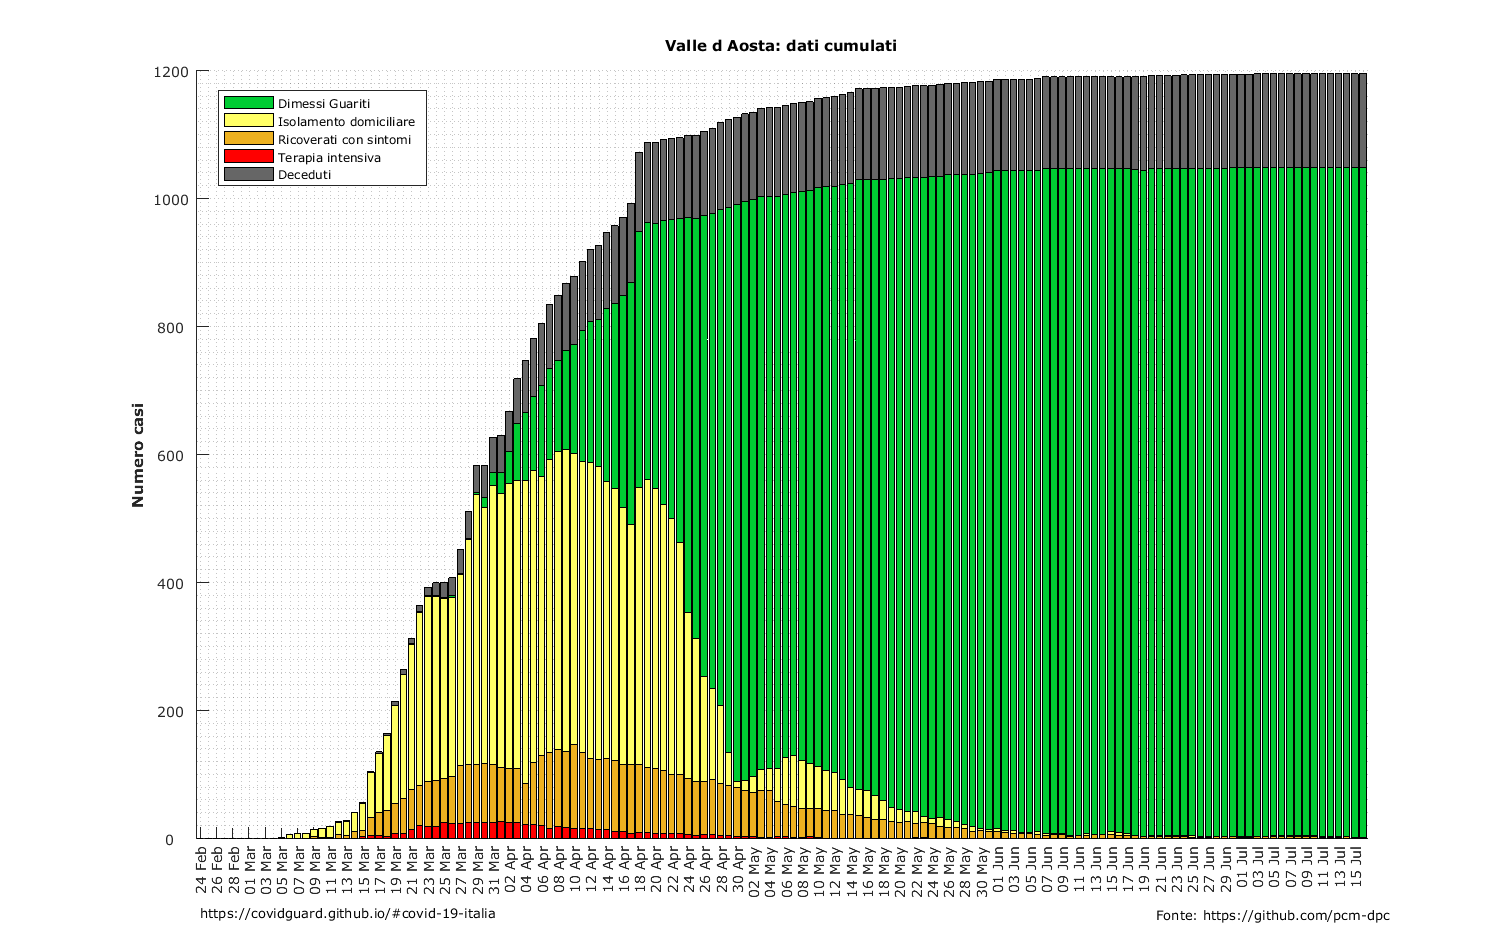 Valle d Aosta: dati cumulati
Numero casi
1200
1000
800
600
400
200
0
Dimessi Guariti
Isolamento domiciliare
Ricoverati con sintomi
Terapia intensiva
Deceduti
24 Feb
26 Feb
28 Feb
01 Mar
03 Mar
05 Mar
07 Mar
09 Mar
11 Mar
13 Mar
15 Mar
17 Mar
19 Mar
21 Mar
23 Mar
25 Mar
27 Mar
29 Mar
31 Mar
02 Apr
04 Apr
06 Apr
08 Apr
10 Apr
12 Apr
14 Apr
16 Apr
18 Apr
20 Apr
22 Apr
24 Apr
26 Apr
28 Apr
30 Apr
02 May
04 May
06 May
08 May
10 May
12 May
14 May
16 May
18 May
20 May
22 May
24 May
26 May
28 May
30 May
01 Jun
03 Jun
05 Jun
07 Jun
09 Jun
11 Jun
13 Jun
15 Jun
17 Jun
19 Jun
21 Jun
23 Jun
25 Jun
27 Jun
29 Jun
01 Jul
03 Jul
05 Jul
07 Jul
09 Jul
11 Jul
13 Jul
15 Jul
https://covidguard.github.io/#covid-19-italia
Fonte: https://github.com/pcm-dpc